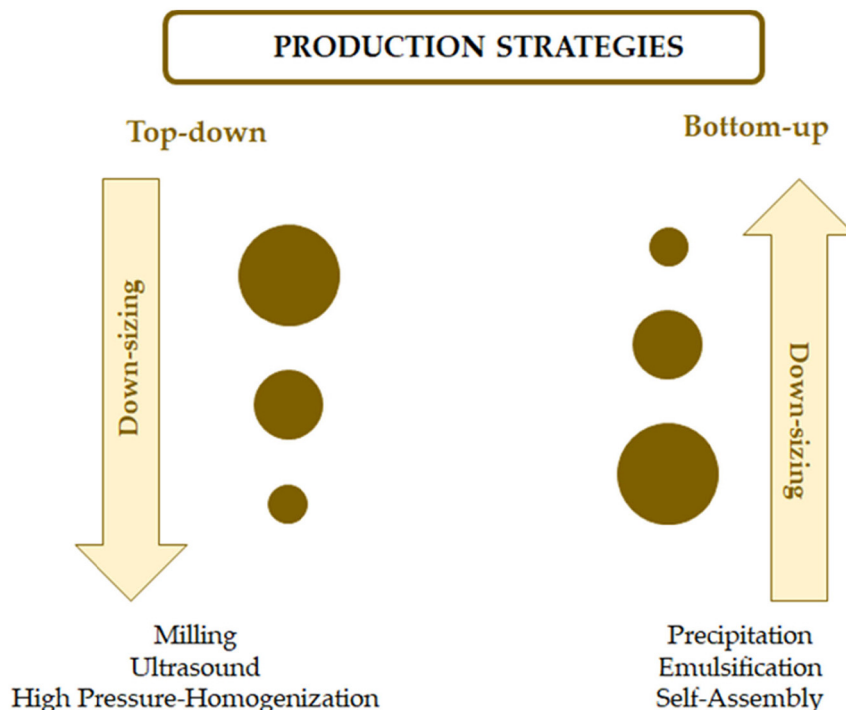 PRODUCTION STRATEGIES
Top-down
Bottom-up
Down-sizing
Down-sizing
Milling
Ultrasound
High Pressure-Homogenization
Precipitation
Emulsification
Self-Assembly